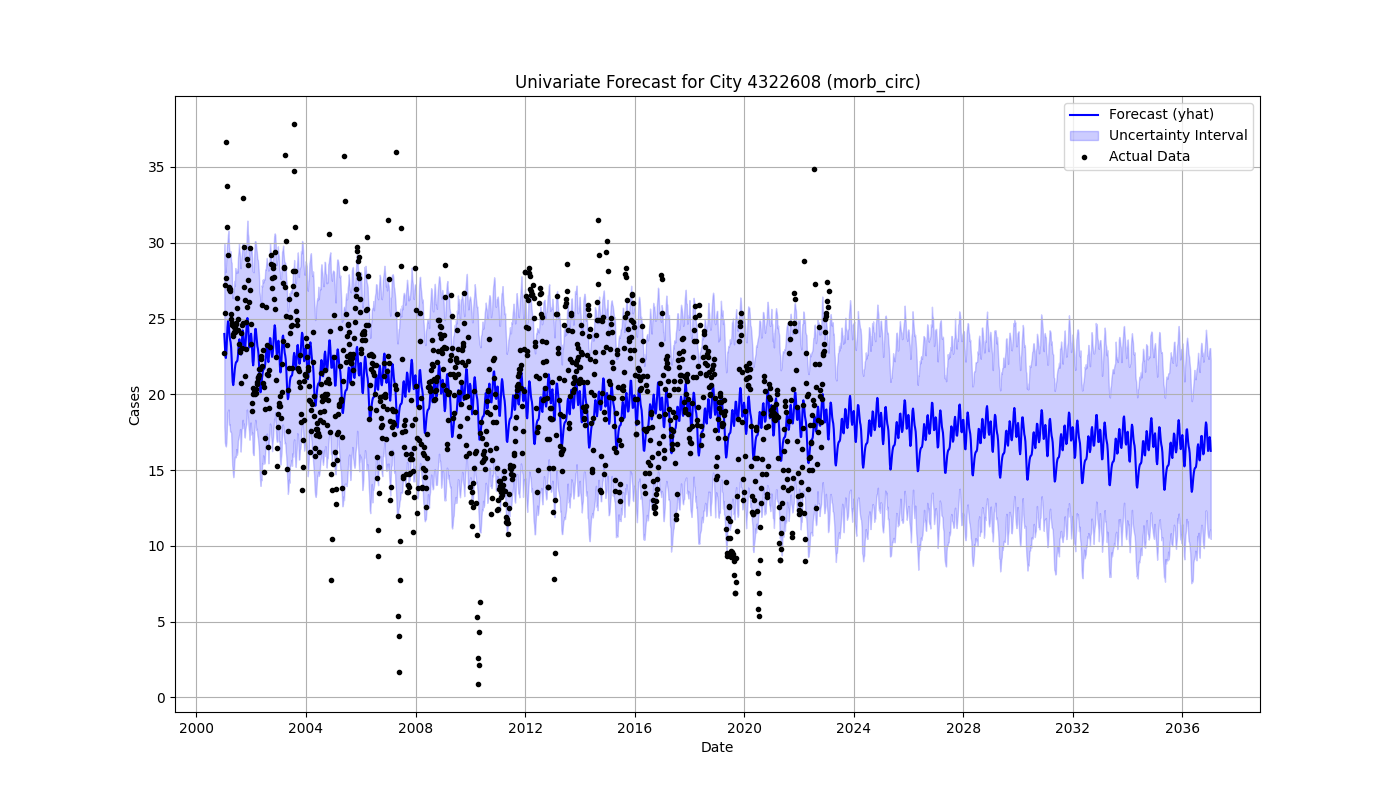 Univariate Forecast for City 4322608 (morb_circ)
Forecast (yhat)
Uncertainty Interval
Actual Data
Cases
35
30
25
20
15
10
5
0
2000 2004 2008 2012 2016 2020 2024 2028 2032 2036
Date